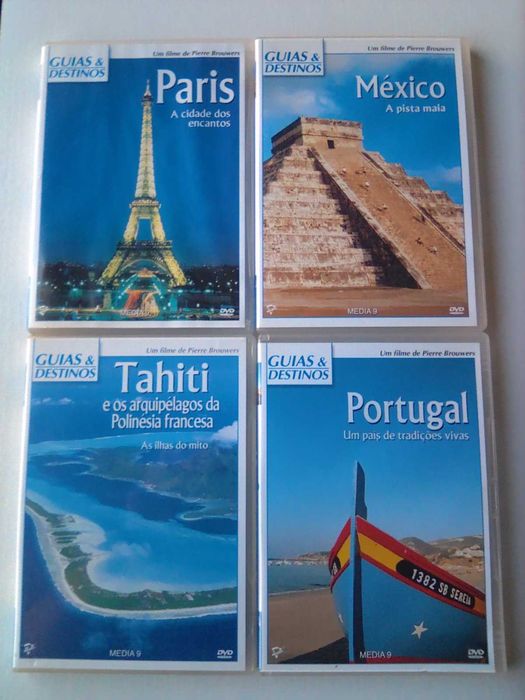 GUIAS &
DESTINOS
Um filme de Pierre Brouwers
Paris
A cidade dos
encantos
MEDIA 9
DVD
GUIAS &
DESTINOS
Um filme de Pierre Brouwers
México
A pista maia
MEDIA 9
DVD
GUIAS &
DESTINOS
Um filme de Pierre Brouwers
Tahiti
e os arquipélagos da
Polinésia francesa
As ilhas do mito
MEDIA 9
DVD
GUIAS &
DESTINOS
Um filme de Pierre Brouwers
Portugal
Um país de tradições vivas
1382 SB SEREIA
MEDIA 9
DVD